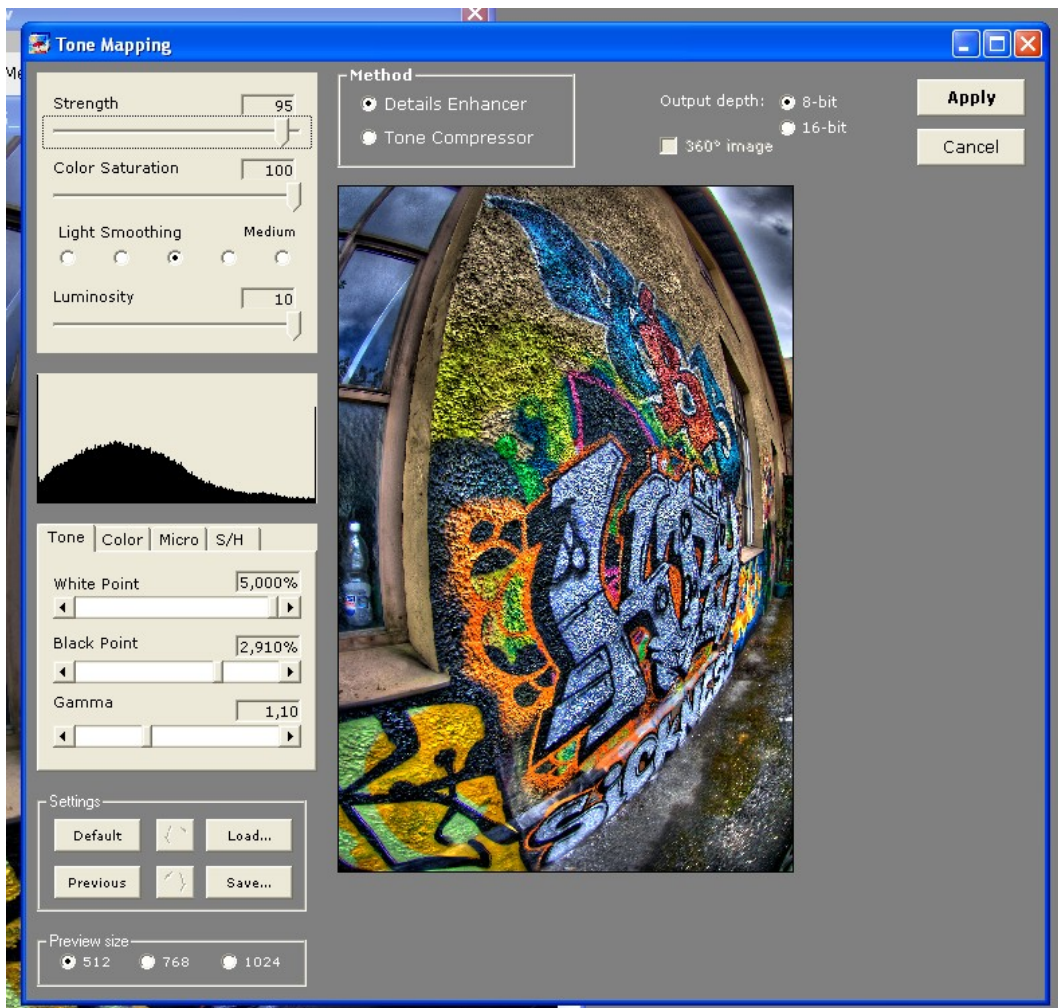 Tone Mapping
Strength 95
Color Saturation 100
Light Smoothing Medium
Luminosity 10
Method
Details Enhancer
Tone Compressor
Output depth: 8-bit
16-bit
360° image
Apply
Cancel
Tone Color Micro S/H
White Point 5,000%
Black Point 2,910%
Gamma 1,10
Settings
Default Load...
Previous Save...
Preview size
512 768 1024
SiCKNESS